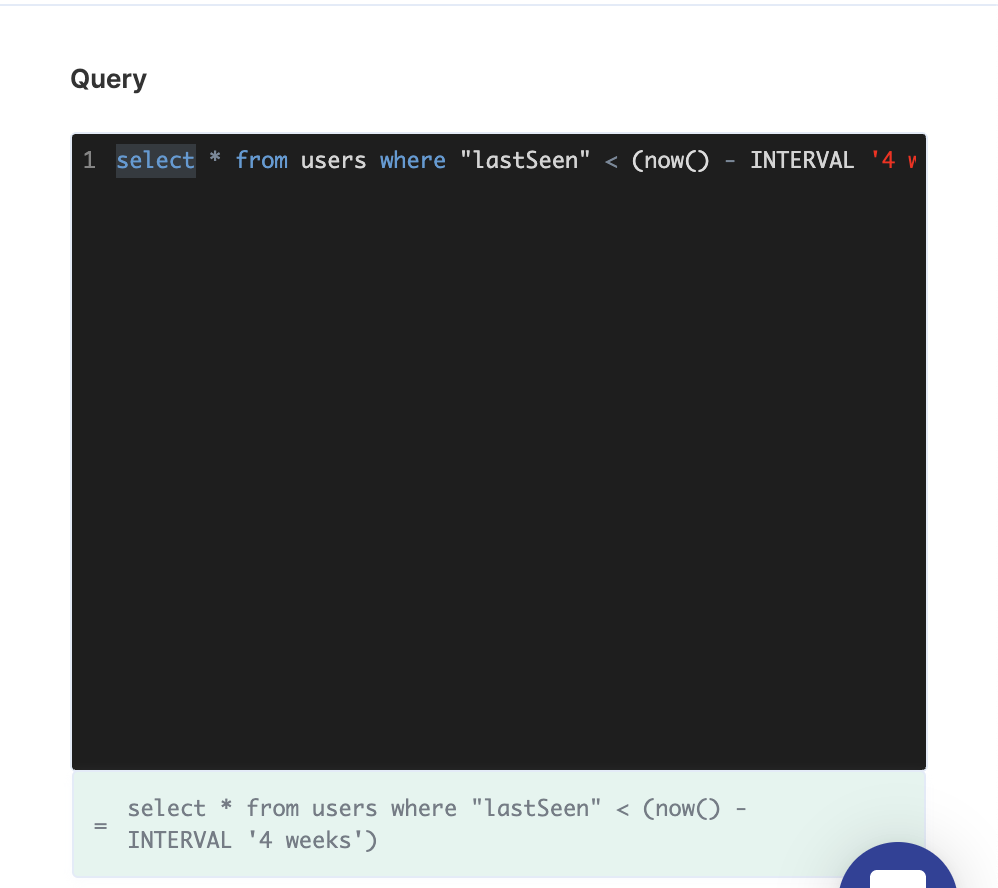 Query
1 select * from users where "lastSeen" < (now() - INTERVAL '4 w
= select * from users where "lastSeen" < (now() -
INTERVAL '4 weeks')